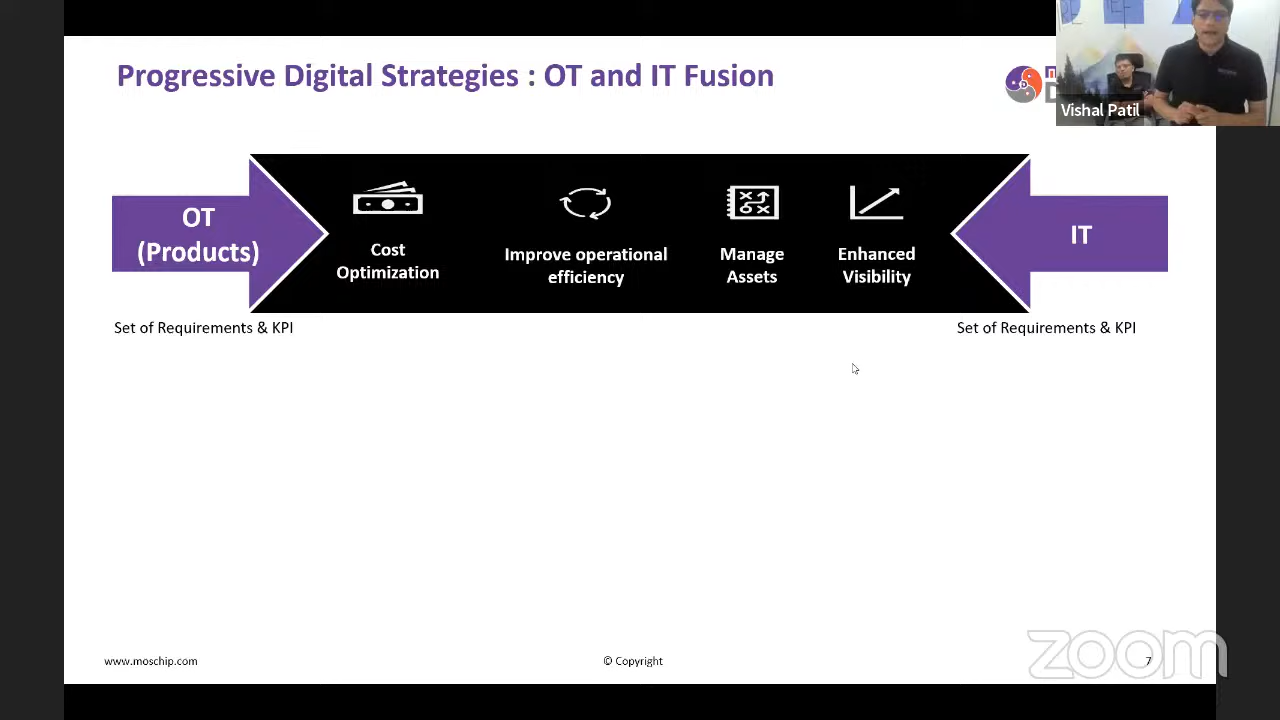 Progressive Digital Strategies : OT and IT Fusion
Vishal Patil
OT
(Products)
Cost
Optimization
Improve operational
efficiency
Manage
Assets
Enhanced
Visibility
IT
Set of Requirements & KPI
Set of Requirements & KPI
www.moschip.com
© Copyright
7
zoom